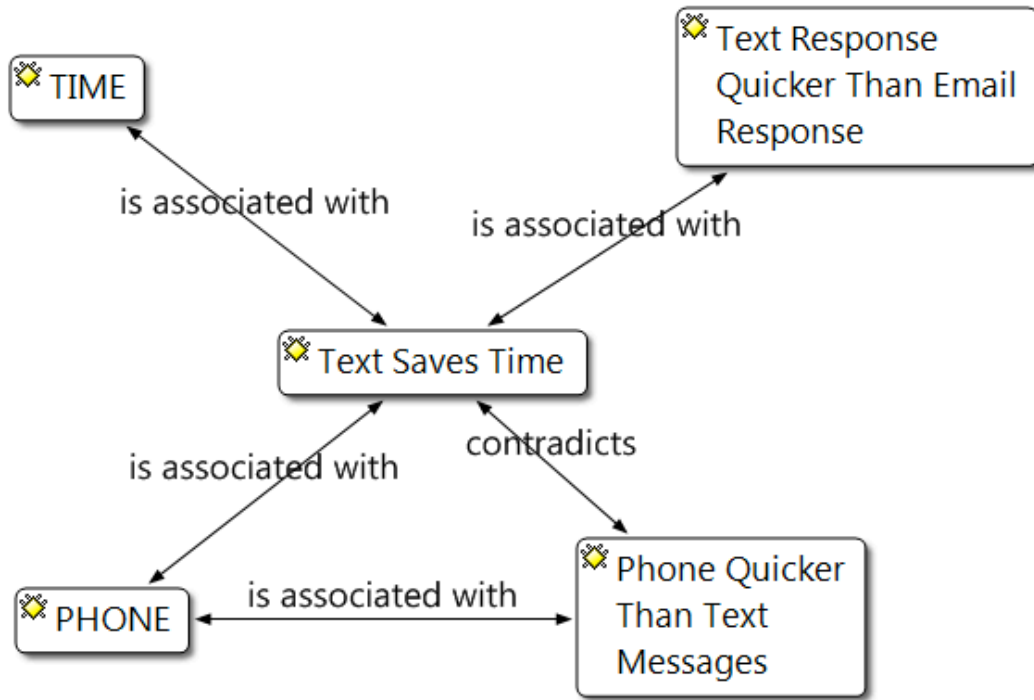 TIME
Text Response
Quicker Than Email
Response
is associated with
is associated with
Text Saves Time
is associated with
contradicts
PHONE
is associated with
Phone Quicker
Than Text
Messages